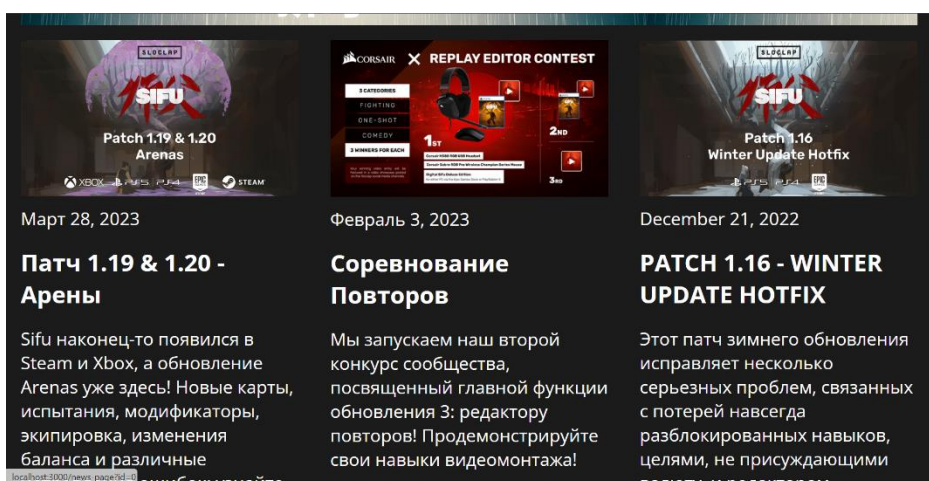 SLOCLAP
SIFU
Patch 1.19 & 1.20
Arenas
XBOX PS5 PS4 EPIC GAMES STEAM
Март 28, 2023
Патч 1.19 & 1.20 -
Арены
Sifu наконец-то появился в
Steam и Xbox, а обновление
Arenas уже здесь! Новые карты,
испытания, модификаторы,
экипировка, изменения
баланса и различные
localhost:3000/news-page?id=0
CORSAIR X REPLAY EDITOR CONTEST
3 CATEGORIES
FIGHTING
ONE-SHOT
COMEDY
3 WINNERS FOR EACH
1ST
2ND
3RD
Февраль 3, 2023
Соревнование
Повторов
Мы запускаем наш второй
конкурс сообщества,
посвященный главной функции
обновления 3: редактору
повторов! Продемонстрируйте
свои навыки видеомонтажа!
SLOCLAP
SIFU
Patch 1.16
Winter Update Hotfix
PS5 PS4 EPIC GAMES
December 21, 2022
PATCH 1.16 - WINTER
UPDATE HOTFIX
Этот патч зимнего обновления
исправляет несколько
серьезных проблем, связанных
с потерей навсегда
разблокированных навыков,
целями, не присуждающими